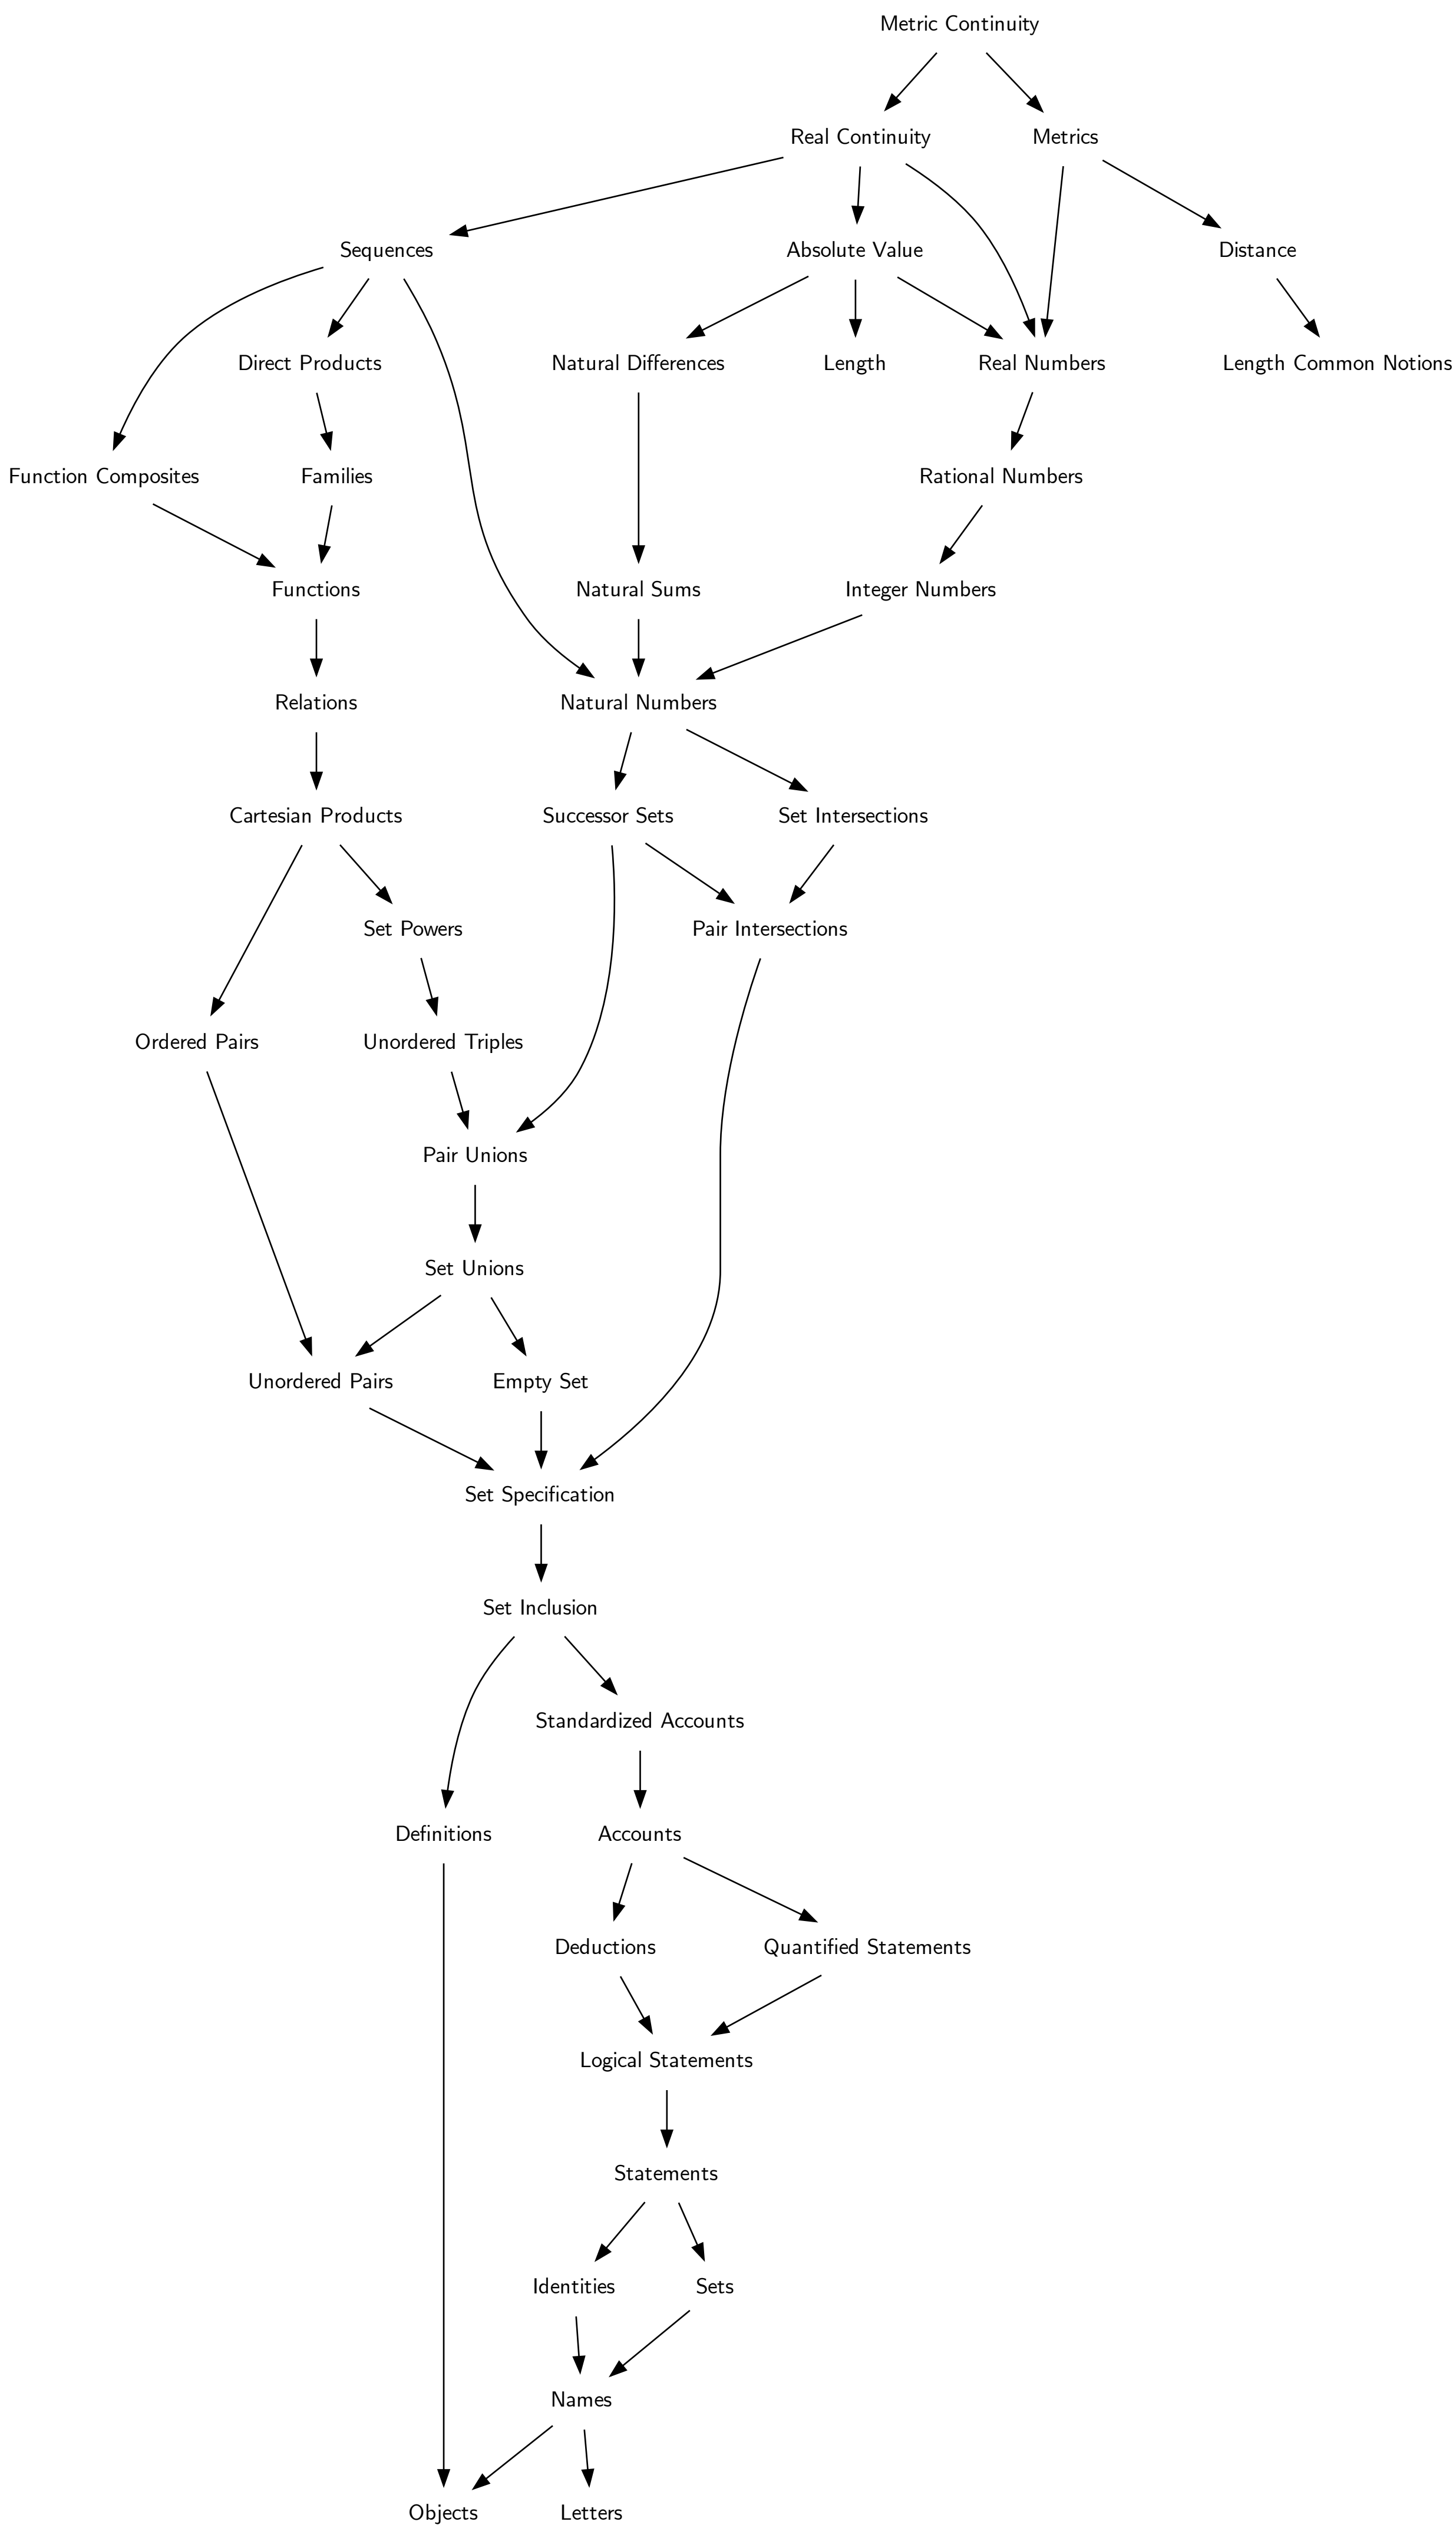 Metric Continuity
Real Continuity
Metrics
Sequences
Absolute Value
Distance
Direct Products
Natural Differences
Length
Real Numbers
Length Common Notions
Function Composites
Families
Rational Numbers
Functions
Natural Sums
Integer Numbers
Relations
Natural Numbers
Cartesian Products
Successor Sets
Set Intersections
Set Powers
Pair Intersections
Ordered Pairs
Unordered Triples
Pair Unions
Set Unions
Unordered Pairs
Empty Set
Set Specification
Set Inclusion
Standardized Accounts
Definitions
Accounts
Deductions
Quantified Statements
Logical Statements
Statements
Identities
Sets
Names
Objects
Letters